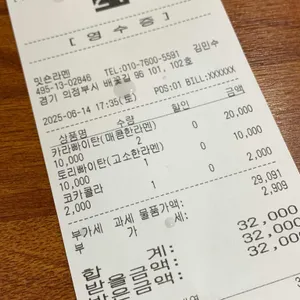 [ 영 수 증 ]
밋숀라멘
495-13-02846 TEL:010-7600-5591 김민수
경기 의정부시 배꽃길 96 101, 102호
2025-06-14 17:35(토) POS:01 BILL:XXXXXX
상품명 수량 할인 금액
카라빠이탄(매콤한라멘)
10,000 2 0 20,000
토리빠이탄(고소한라멘)
10,000 1 0 10,000
코카콜라
2,000 1 0 2,000
과세 물품가액: 29,091
부가세 가 세: 2,909
합 계: 32,000
받을금액: 32,000
받은금액: 32,000